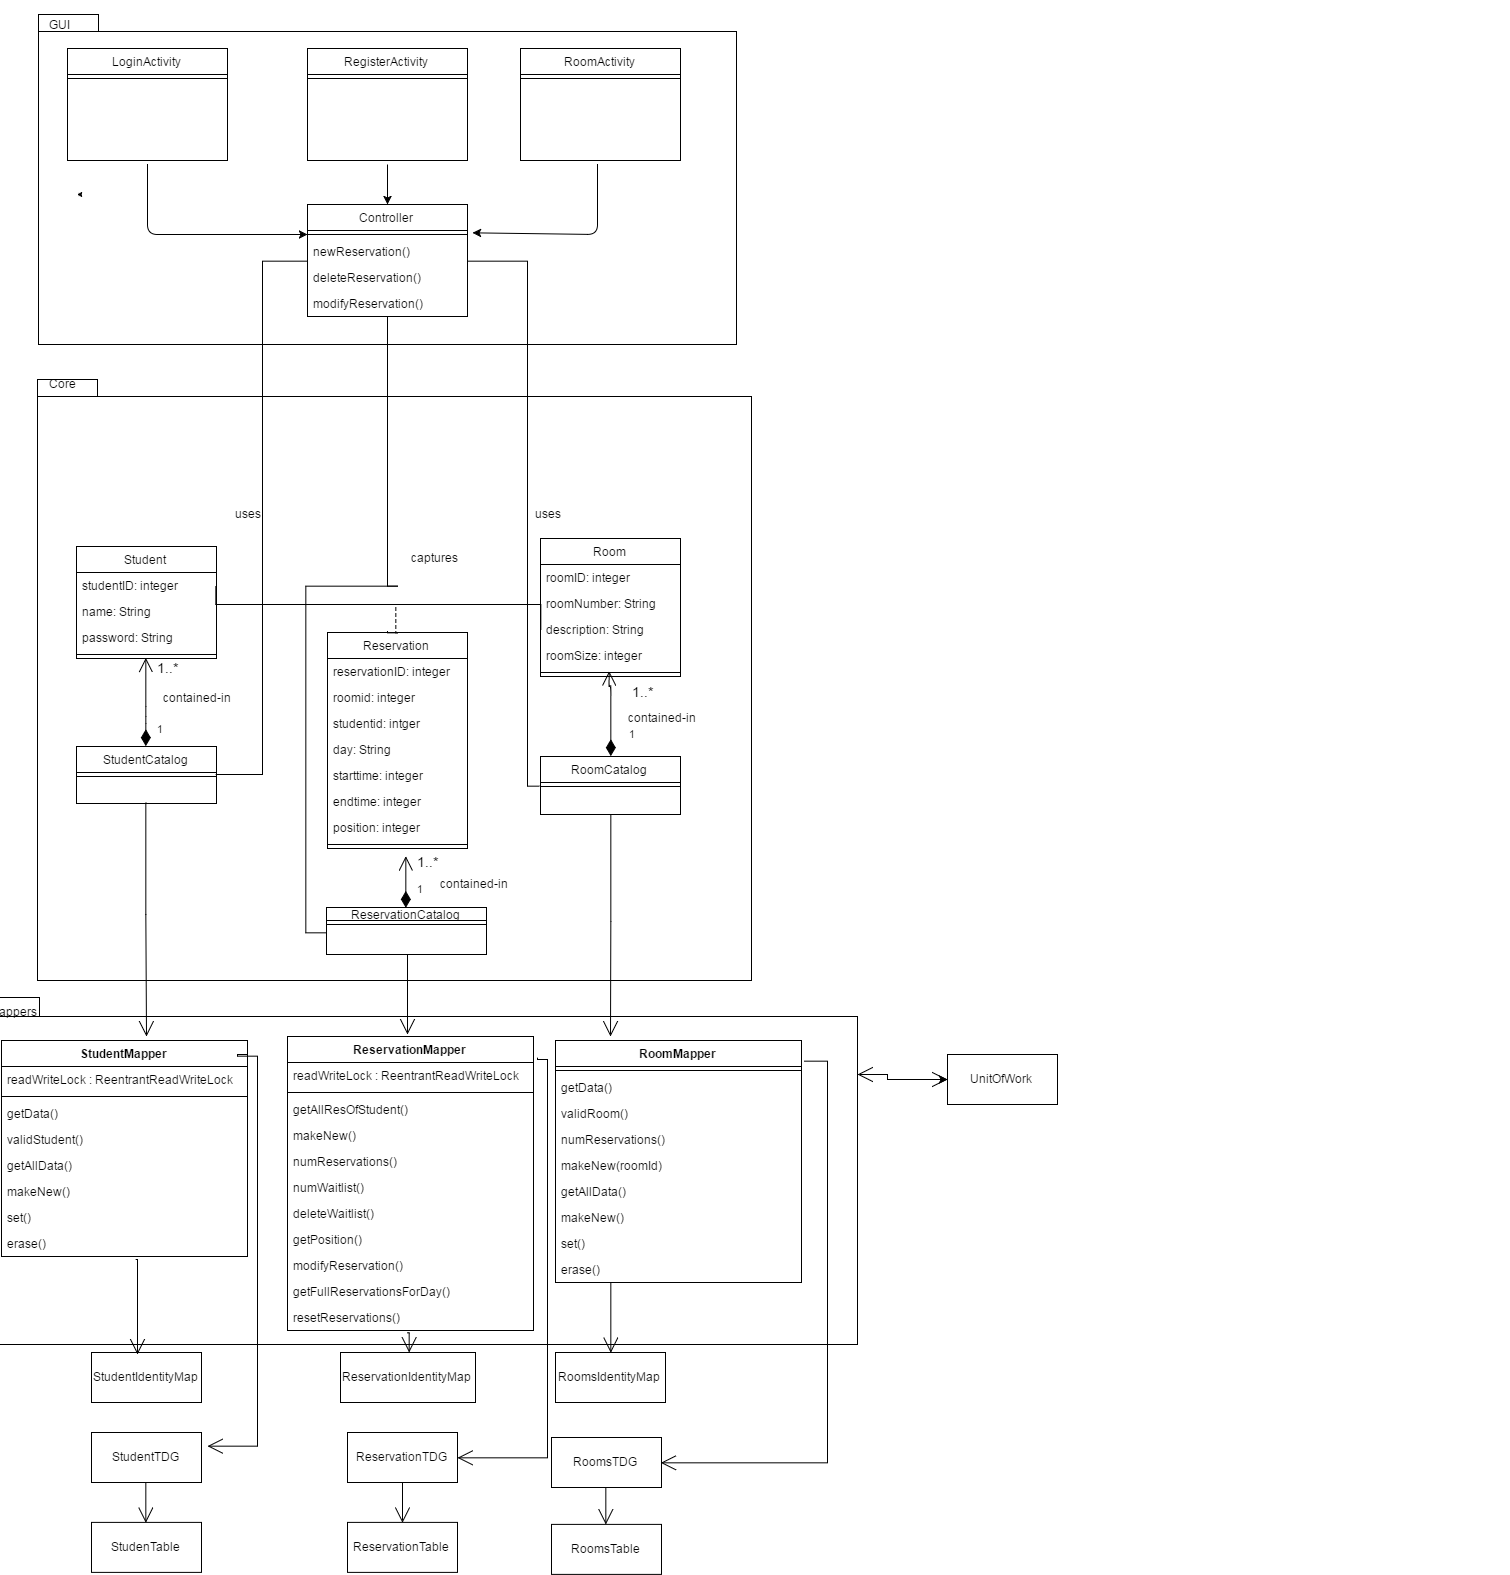 GUI
LoginActivity
RegisterActivity
RoomActivity
Controller
newReservation()
deleteReservation()
modifyReservation()
Core
uses
uses
captures
Student
studentID: integer
name: String
password: String
Room
roomID: integer
roomNumber: String
description: String
roomSize: integer
Reservation
reservationID: integer
roomid: integer
studentid: intger
day: String
starttime: integer
endtime: integer
position: integer
1..*
contained-in
1
StudentCatalog
1..*
contained-in
1
RoomCatalog
1..*
1
contained-in
ReservationCatalog
appers
StudentMapper
readWriteLock : ReentrantReadWriteLock
getData()
validStudent()
getAllData()
makeNew()
set()
erase()
ReservationMapper
readWriteLock : ReentrantReadWriteLock
getAllResOfStudent()
makeNew()
numReservations()
numWaitlist()
deleteWaitlist()
getPosition()
modifyReservation()
getFullReservationsForDay()
resetReservations()
RoomMapper
getData()
validRoom()
numReservations()
makeNew(roomId)
getAllData()
makeNew()
set()
erase()
UnitOfWork
StudentIdentityMap
ReservationIdentityMap
RoomsIdentityMap
StudentTDG
ReservationTDG
RoomsTDG
StudenTable
ReservationTable
RoomsTable